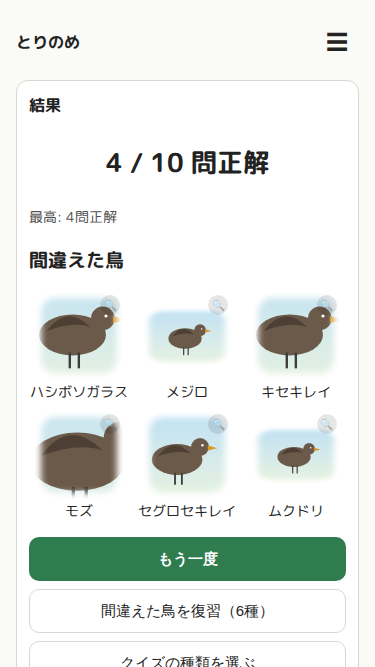 とりのめ
結果
4 / 10 問正解
最高: 4問正解
間違えた鳥
ハシボソガラス
メジロ
キセキレイ
モズ
セグロセキレイ
ムクドリ
もう一度
間違えた鳥を復習（6種）
クイズの種類を選ぶ